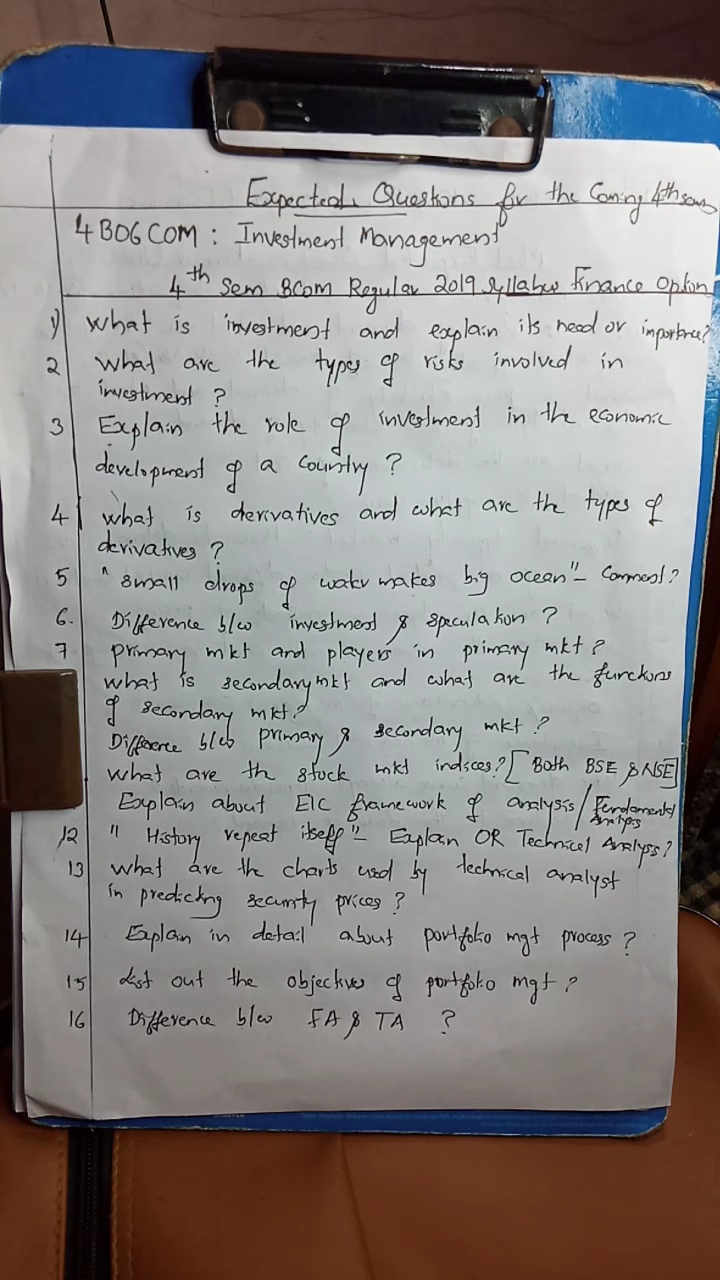 Expected Questions for the Coming 4th sem
4 BO6 COM : Investment Management
4th Sem BCom Regular 2019 Syllabus Finance Option
1) What is investment and explain its need or importance?
2 What are the types of risks involved in
investment ?
3 Explain the role of investment in the economic
development of a country ?
4 What is derivatives and what are the types of
derivatives ?
5 "small drops of water makes big ocean" - Comment?
6. Difference b/w investment & speculation ?
7 primary mkt and players in primary mkt ?
what is secondary mkt and what are the functions
of secondary mkt?
Difference b/w primary & secondary mkt ?
What are the stock mkt indices? [Both BSE & NSE]
Explain about EIC framework of analysis / Fundamental
Analysis
12 "History repeat itself" - Explain OR Technical Analysis?
13 What are the charts used by technical analyst
in predicting security prices ?
14 Explain in detail about portfolio mgt process ?
15 List out the objectives of portfolio mgt ?
16 Difference b/w FA & TA ?